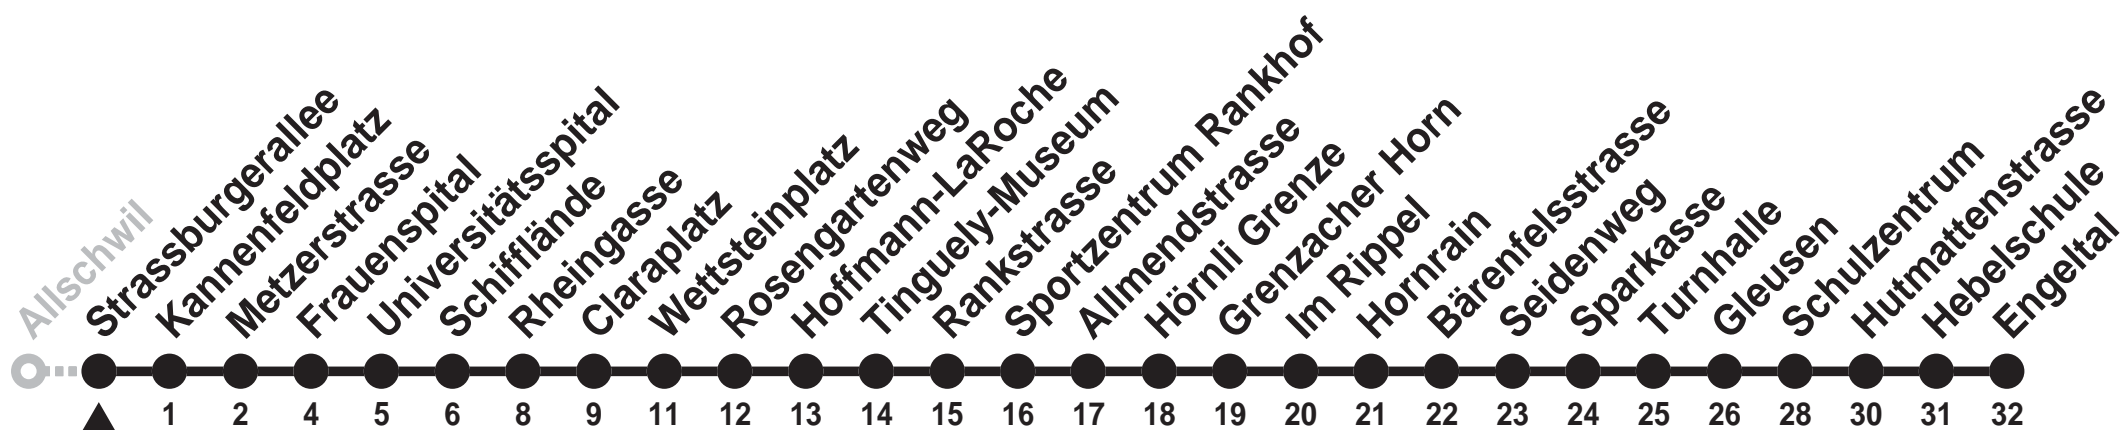 Allschwil
Strassburgerallee
Kannenfeldplatz
Metzerstrasse
Frauenspital
Universitätsspital
Schifflände
Rheingasse
Claraplatz
Wettsteinplatz
Rosengartenweg
Hoffmann-LaRoche
Tinguely-Museum
Rankstrasse
Sportzentrum Rankhof
Allmendstrasse
Hörnli Grenze
Grenzacher Horn
Im Rippel
Hornrain
Bärenfelsstrasse
Seidenweg
Sparkasse
Turnhalle
Gleusen
Schulzentrum
Hutmattenstrasse
Hebelschule
Engeltal
1 2 4 5 6 8 9 11 12 13 14 15 16 17 18 19 20 21 22 23 24 25 26 28 30 31 32